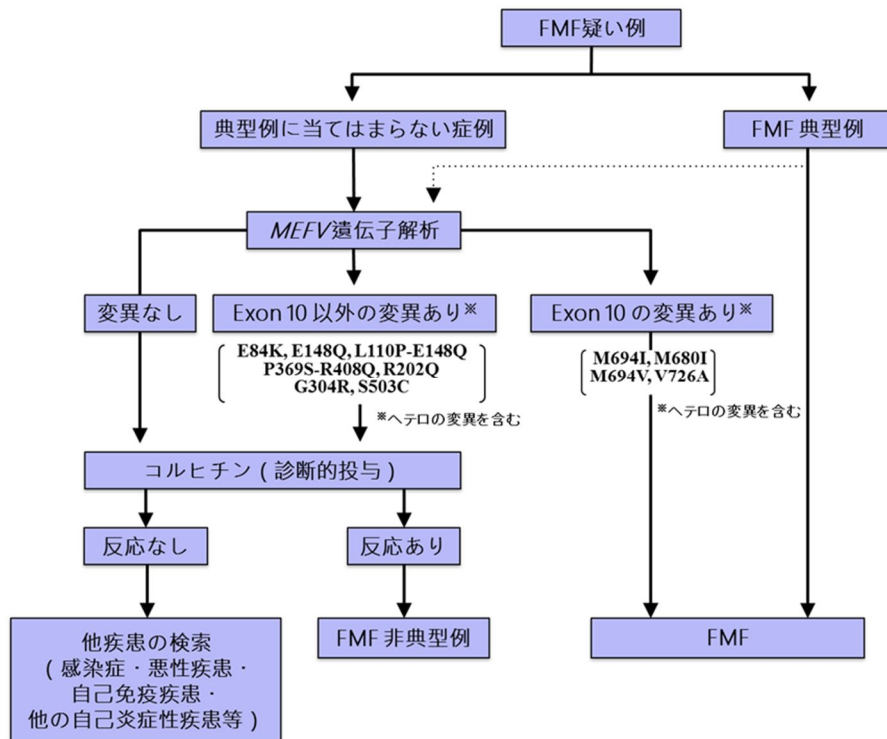 FMF疑い例
典型例に当てはまらない症例
FMF 典型例
MEFV遺伝子解析
変異なし
Exon 10 以外の変異あり※
Exon 10 の変異あり※
E84K, E148Q, L110P-E148Q
P369S-R408Q, R202Q
G304R, S503C
M694I, M680I
M694V, V726A
※ヘテロの変異を含む
※ヘテロの変異を含む
コルヒチン ( 診断的投与 )
反応なし
反応あり
他疾患の検索
( 感染症・悪性疾患・
自己免疫疾患・
他の自己炎症性疾患等 )
FMF 非典型例
FMF